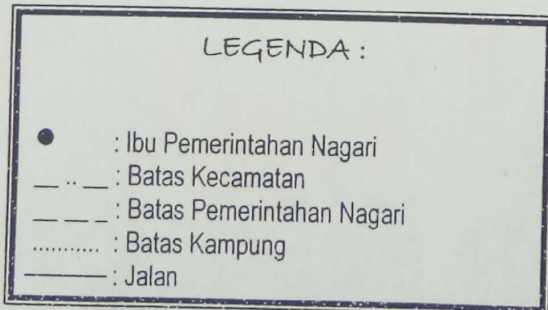 LEGENDA :
● : Ibu Pemerintahan Nagari
__ .. __ : Batas Kecamatan
__ __ _ : Batas Pemerintahan Nagari
........... : Batas Kampung
———— : Jalan